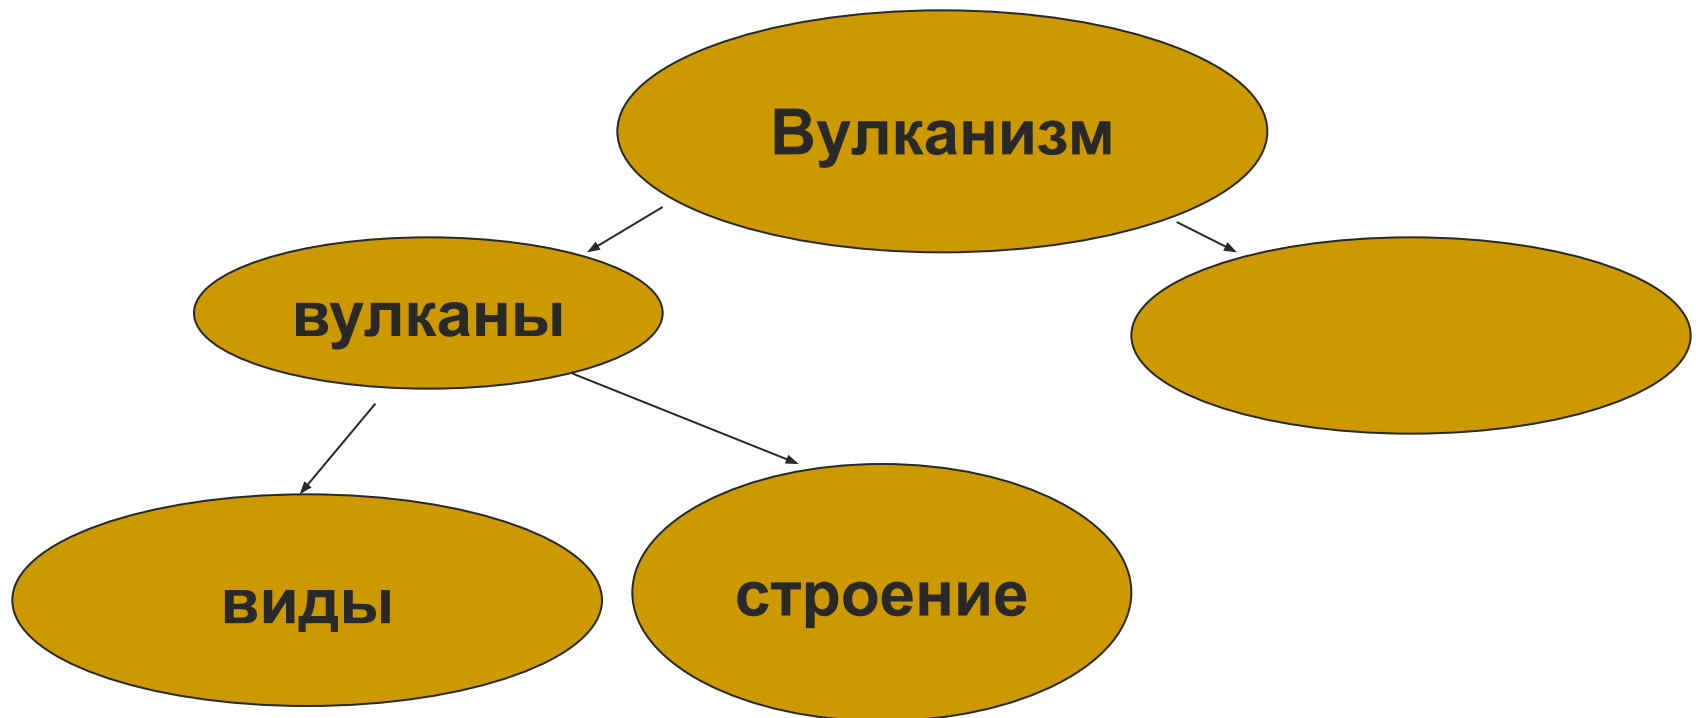 Вулканизм
вулканы
виды
строение